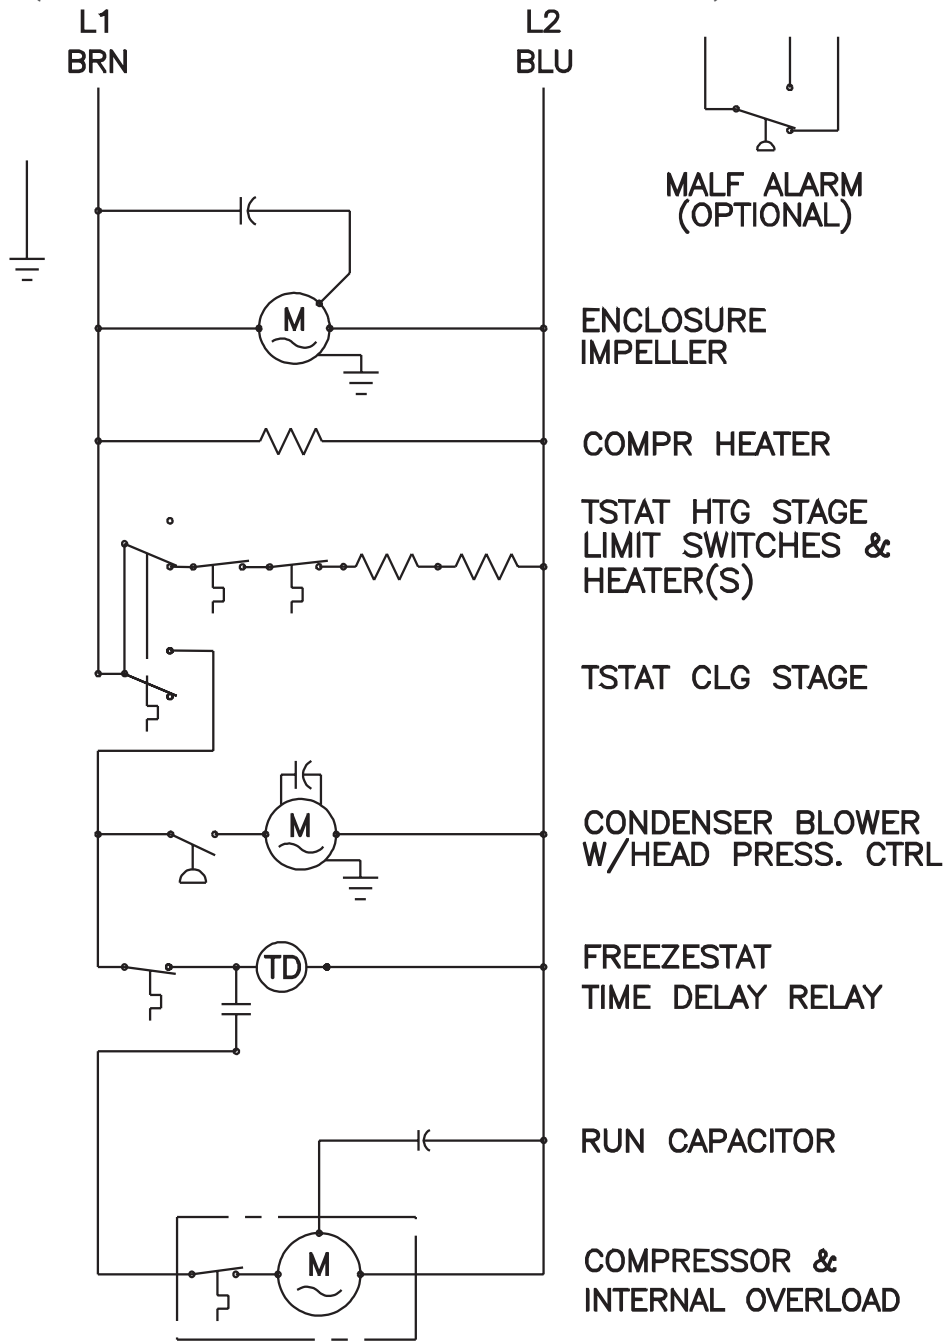 L1
BRN
L2
BLU
MALF ALARM
(OPTIONAL)
M
ENCLOSURE
IMPELLER
COMPR HEATER
TSTAT HTG STAGE
LIMIT SWITCHES &
HEATER(S)
TSTAT CLG STAGE
M
CONDENSER BLOWER
W/HEAD PRESS. CTRL
TD
FREEZESTAT
TIME DELAY RELAY
RUN CAPACITOR
M
COMPRESSOR &
INTERNAL OVERLOAD